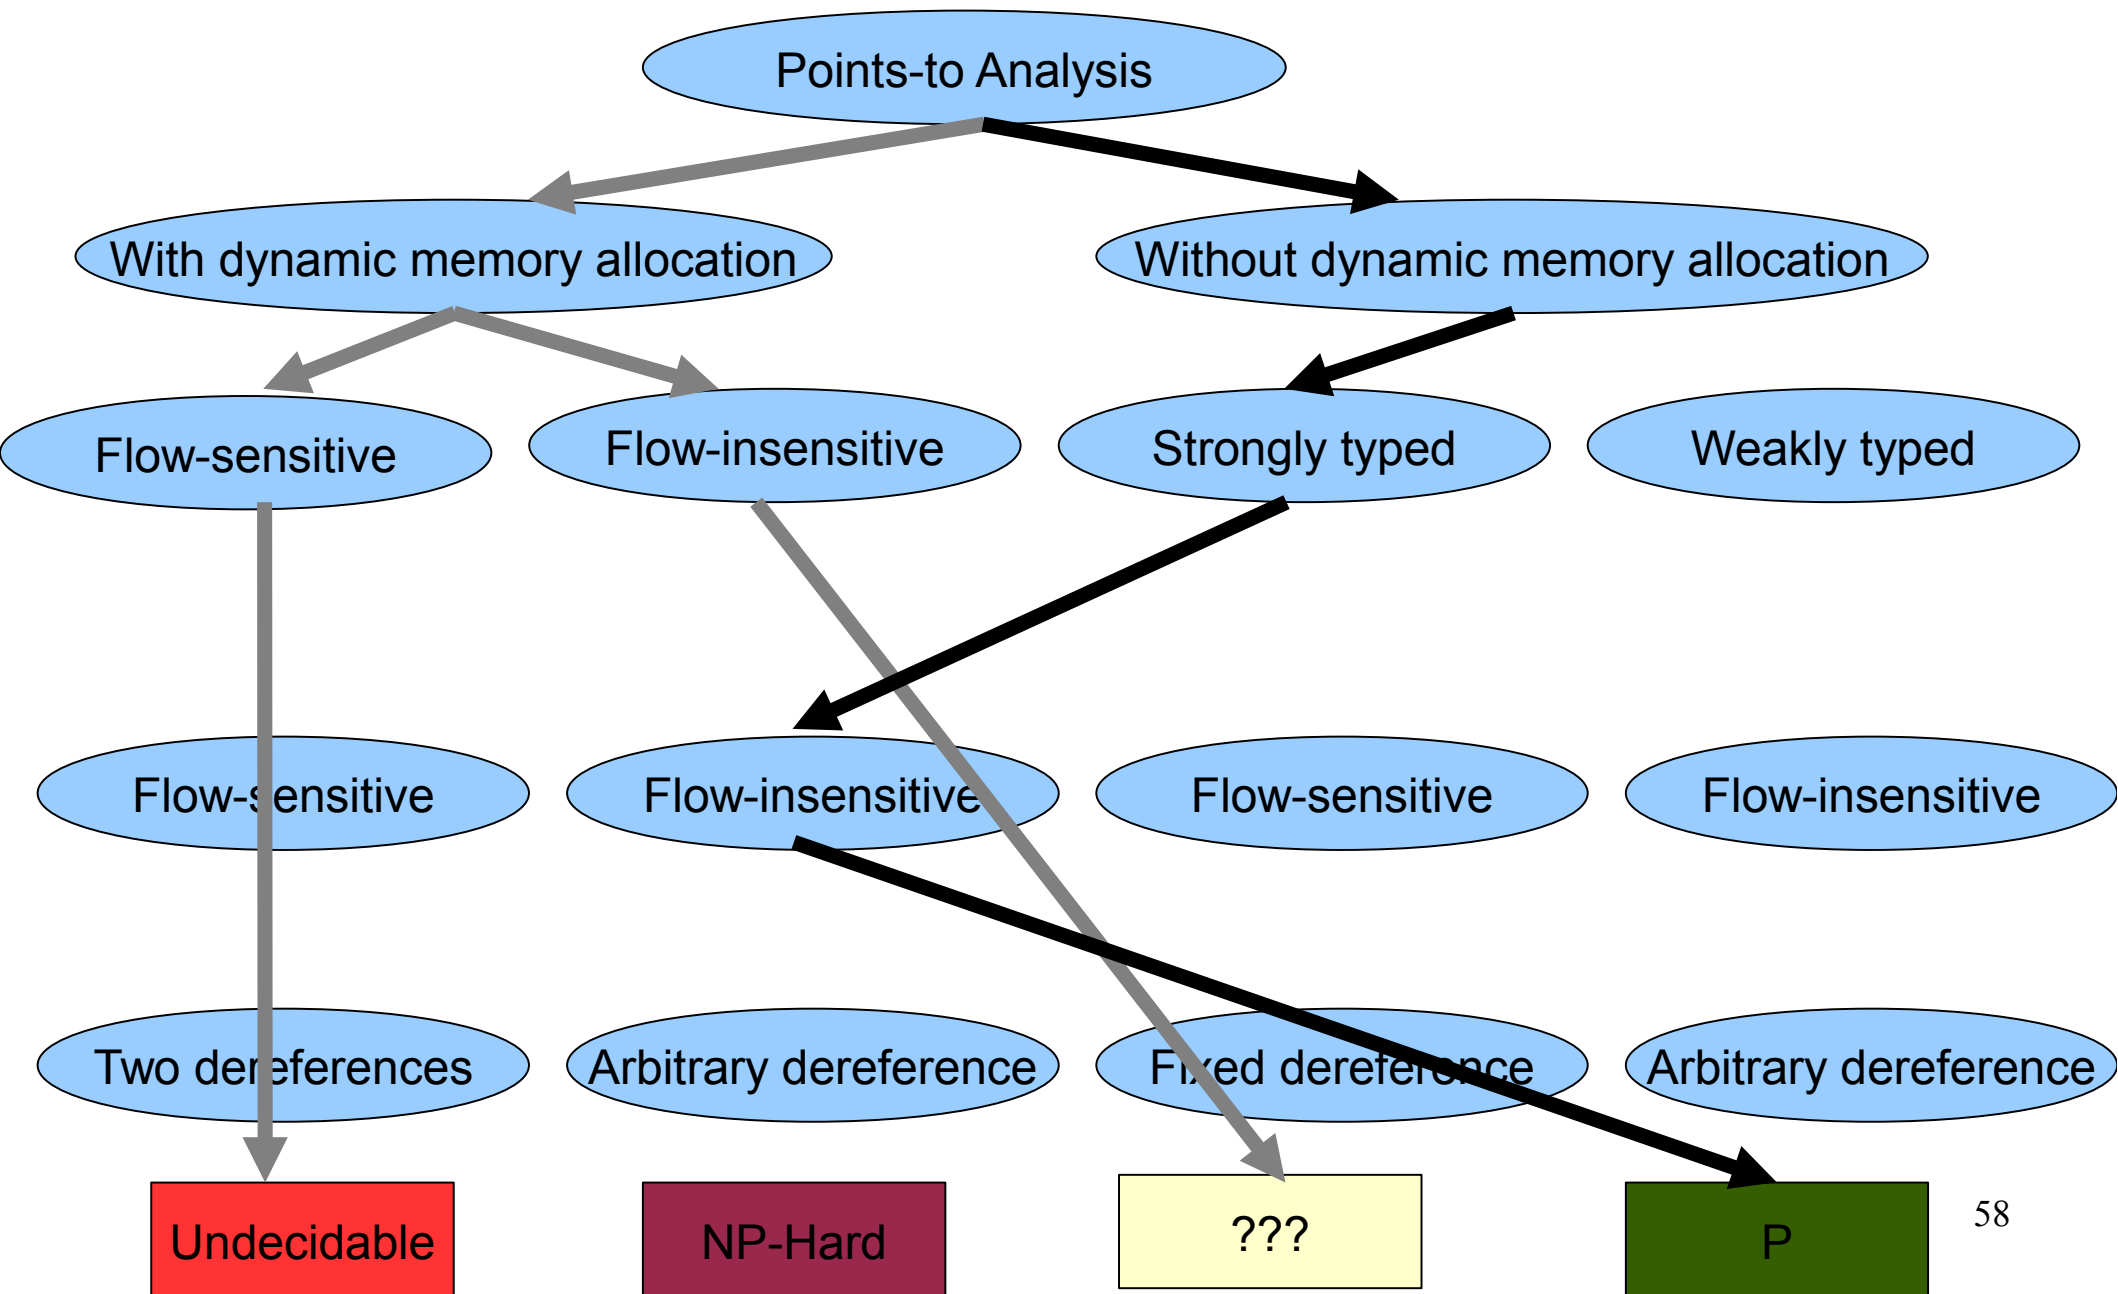 Points-to Analysis
With dynamic memory allocation
Without dynamic memory allocation
Flow-sensitive
Flow-insensitive
Strongly typed
Weakly typed
Flow-sensitive
Flow-insensitive
Flow-sensitive
Flow-insensitive
Two dereferences
Arbitrary dereference
Fixed dereference
Arbitrary dereference
Undecidable
NP-Hard
???
P
58